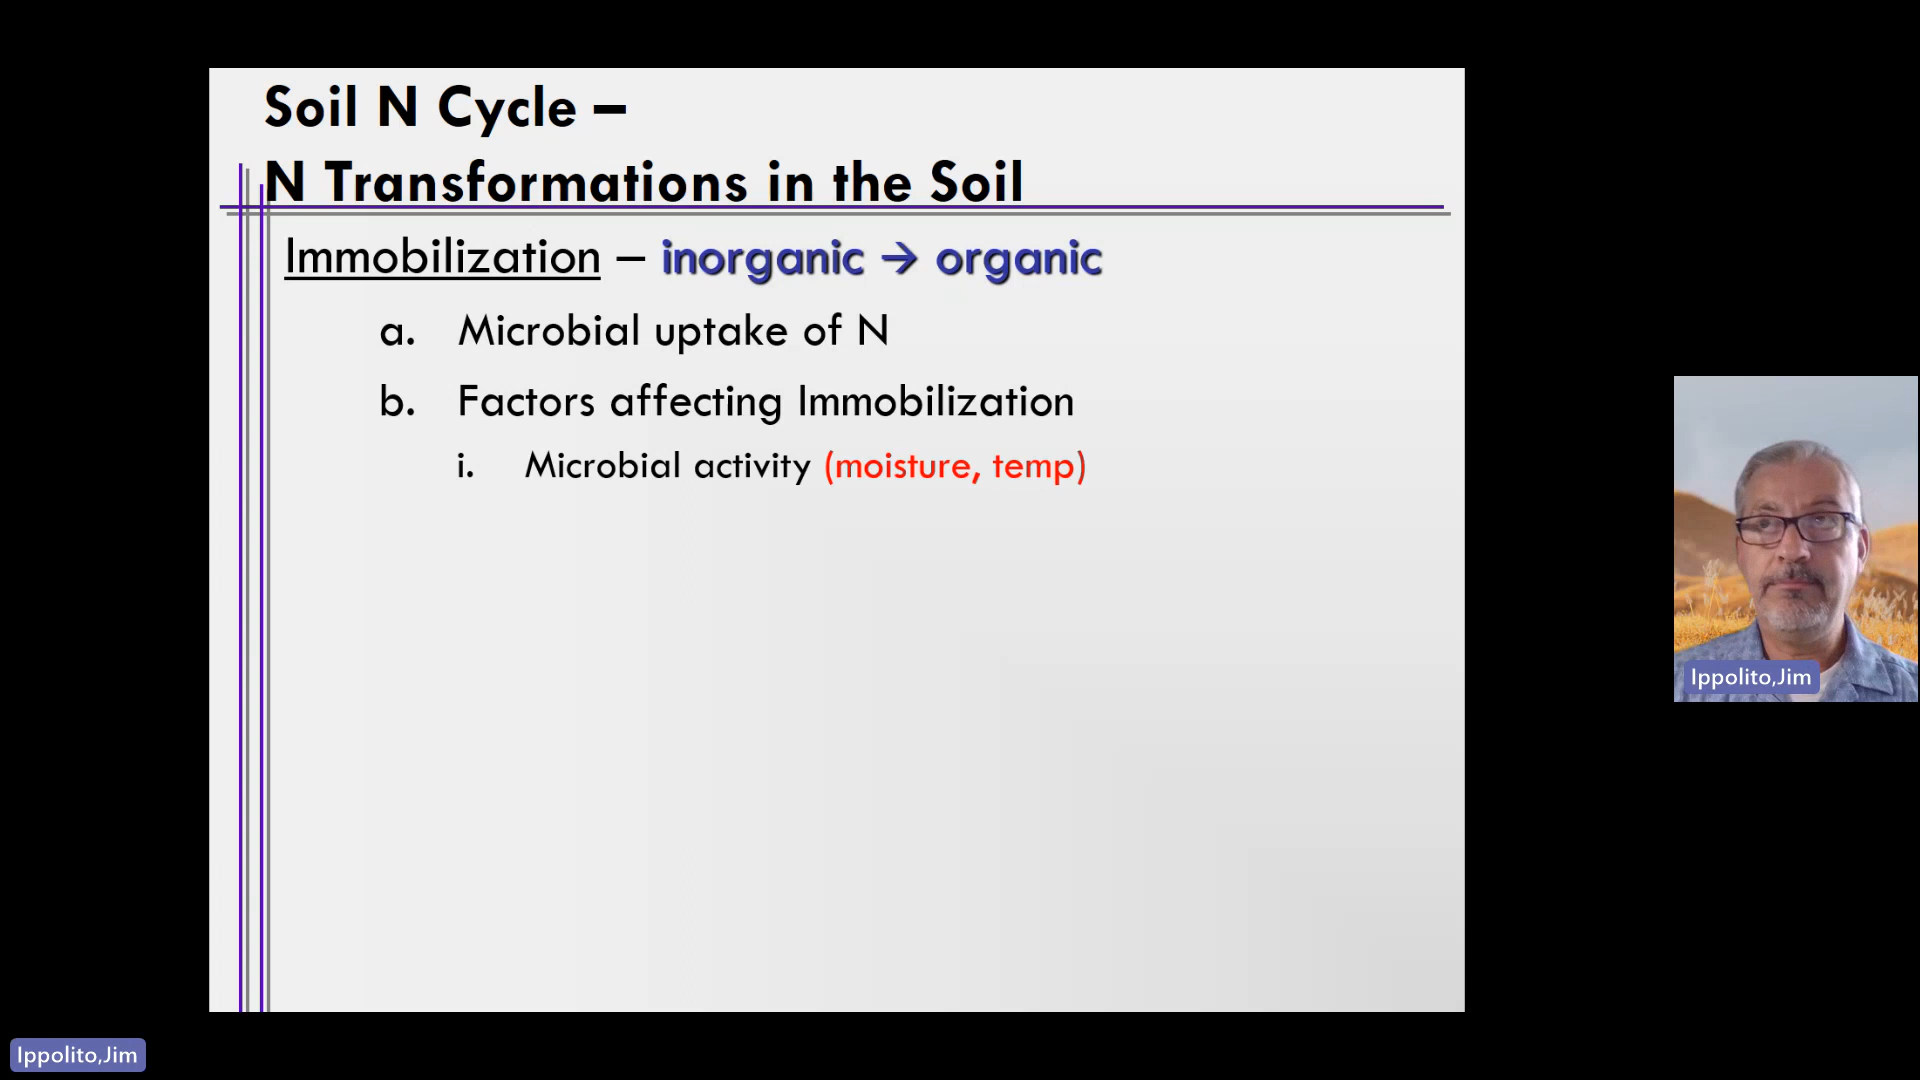 Soil N Cycle –
N Transformations in the Soil
Immobilization – inorganic → organic
a. Microbial uptake of N
b. Factors affecting Immobilization
i. Microbial activity (moisture, temp)
Ippolito,Jim
Ippolito,Jim